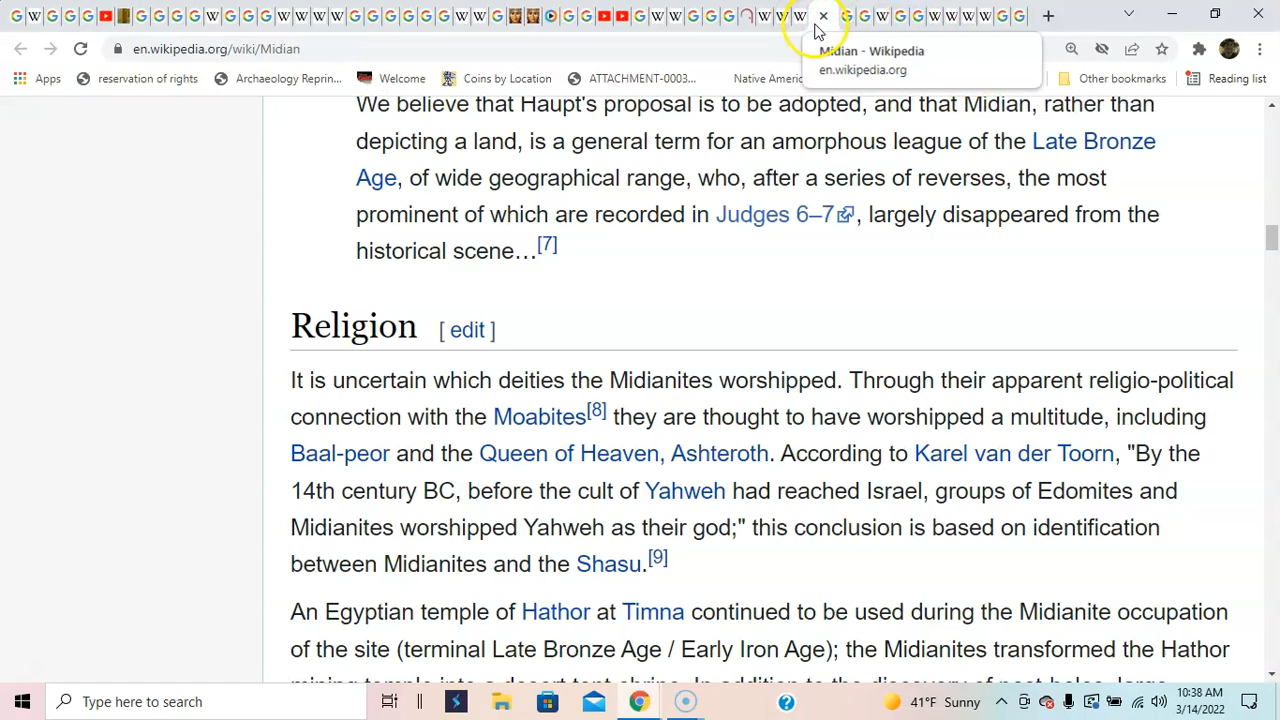 Midian - Wikipedia
en.wikipedia.org
en.wikipedia.org/wiki/Midian
Apps
reservation of rights
Archaeology Reprin...
Welcome
Coins by Location
ATTACHMENT-0003...
Native Ameri
Other bookmarks
Reading list
We believe that Haupt's proposal is to be adopted, and that Midian, rather than
depicting a land, is a general term for an amorphous league of the Late Bronze
Age, of wide geographical range, who, after a series of reverses, the most
prominent of which are recorded in Judges 6–7, largely disappeared from the
historical scene…[7]
Religion [ edit ]
It is uncertain which deities the Midianites worshipped. Through their apparent religio-political
connection with the Moabites[8] they are thought to have worshipped a multitude, including
Baal-peor and the Queen of Heaven, Ashteroth. According to Karel van der Toorn, "By the
14th century BC, before the cult of Yahweh had reached Israel, groups of Edomites and
Midianites worshipped Yahweh as their god;" this conclusion is based on identification
between Midianites and the Shasu.[9]
An Egyptian temple of Hathor at Timna continued to be used during the Midianite occupation
of the site (terminal Late Bronze Age / Early Iron Age); the Midianites transformed the Hathor
Type here to search
41°F Sunny
10:38 AM
3/14/2022